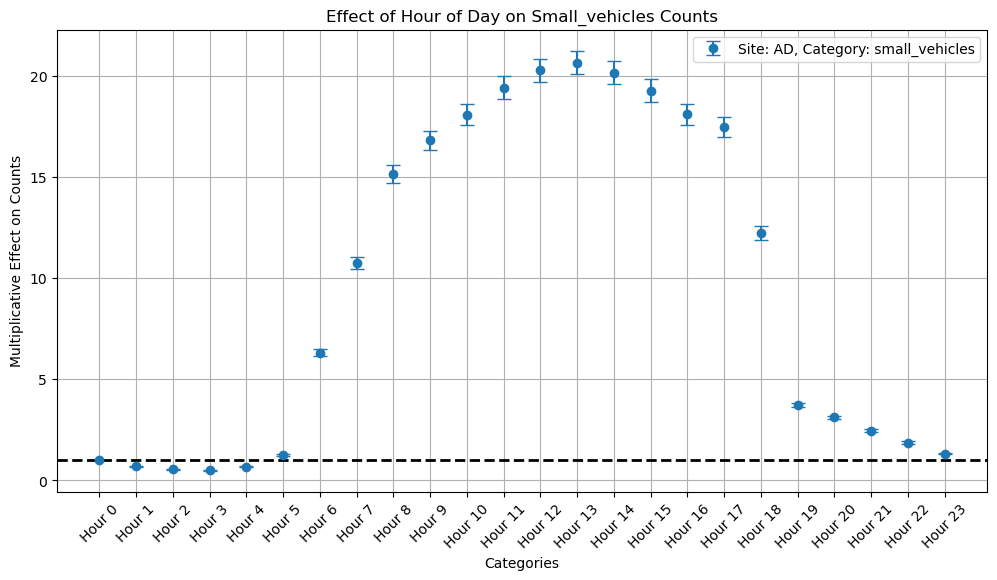 Effect of Hour of Day on Small_vehicles Counts
Site: AD, Category: small_vehicles
Multiplicative Effect on Counts
20
15
10
5
0
Hour 0
Hour 1
Hour 2
Hour 3
Hour 4
Hour 5
Hour 6
Hour 7
Hour 8
Hour 9
Hour 10
Hour 11
Hour 12
Hour 13
Hour 14
Hour 15
Hour 16
Hour 17
Hour 18
Hour 19
Hour 20
Hour 21
Hour 22
Hour 23
Categories